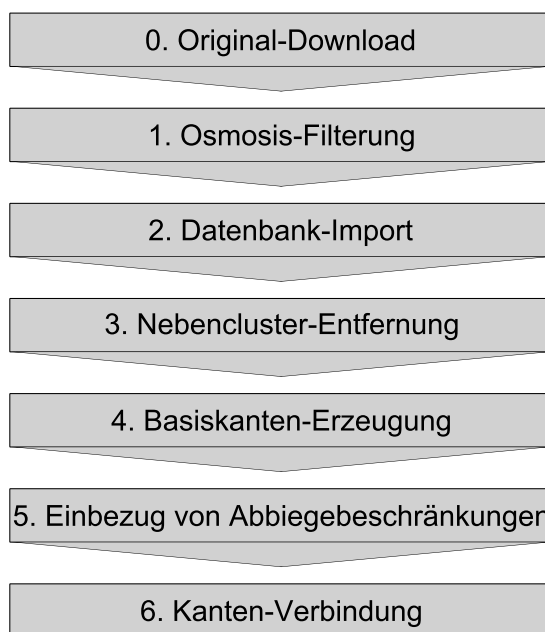 0. Original-Download
1. Osmosis-Filterung
2. Datenbank-Import
3. Nebencluster-Entfernung
4. Basiskanten-Erzeugung
5. Einbezug von Abbiegebeschränkungen
6. Kanten-Verbindung